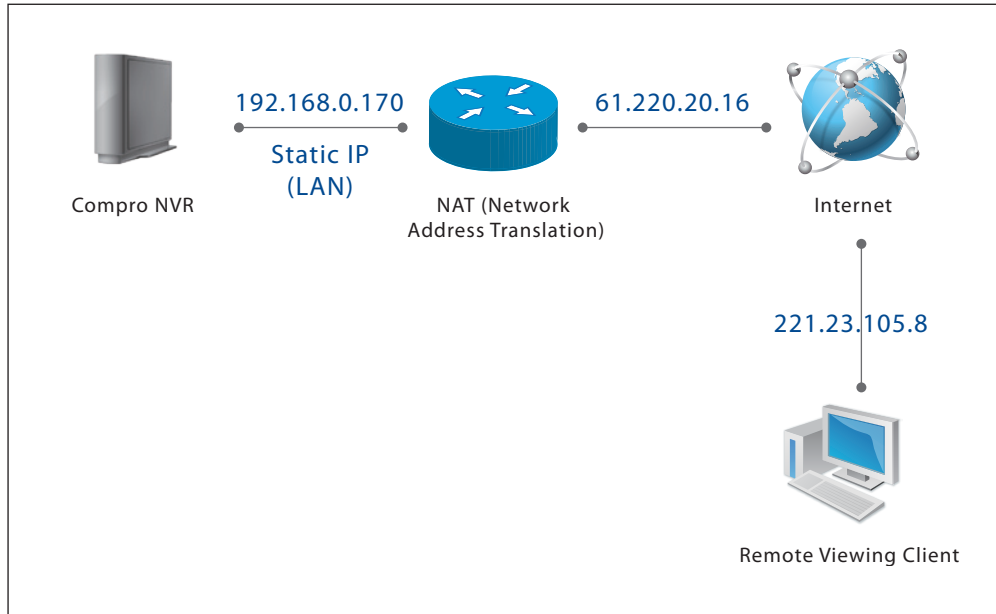 192.168.0.170
Static IP
(LAN)
61.220.20.16
Compro NVR
NAT (Network
Address Translation)
Internet
221.23.105.8
Remote Viewing Client